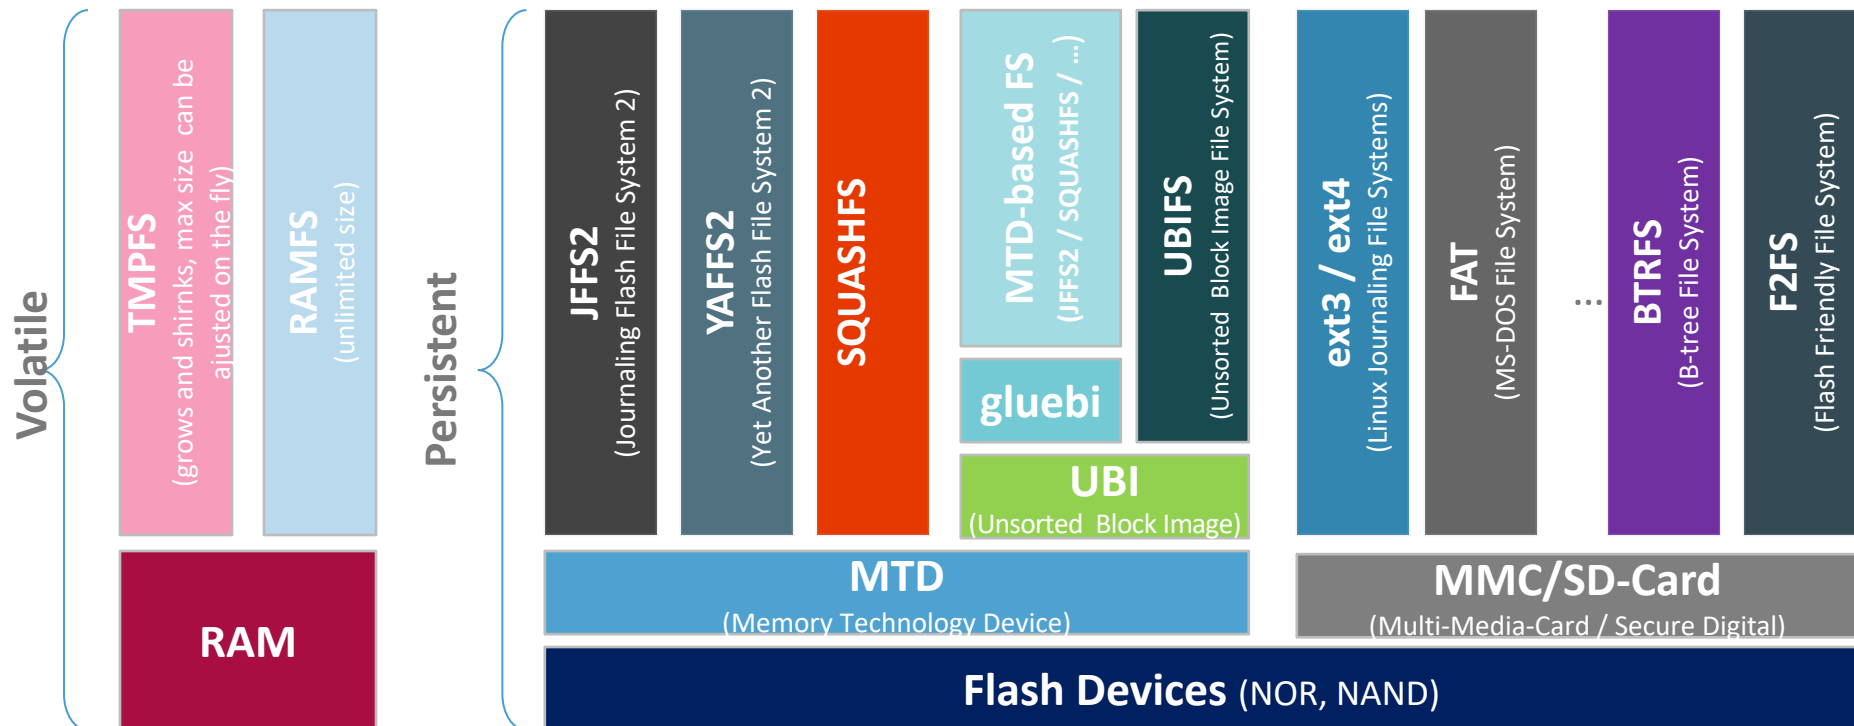 Volatile
TMPFS
(grows and shirnks, max size can be
ajusted on the fly)
RAMFS
(unlimited size)
RAM
Persistent
JFFS2
(Journaling Flash File System 2)
YAFFS2
(Yet Another Flash File System 2)
SQUASHFS
MTD-based FS
(JFFS2 / SQUASHFS / ...)
gluebi
UBIFS
(Unsorted Block Image File System)
UBI
(Unsorted Block Image)
MTD
(Memory Technology Device)
ext3 / ext4
(Linux Journaling File Systems)
FAT
(MS-DOS File System)
...
BTRFS
(B-tree File System)
F2FS
(Flash Friendly File System)
MMC/SD-Card
(Multi-Media-Card / Secure Digital)
Flash Devices (NOR, NAND)